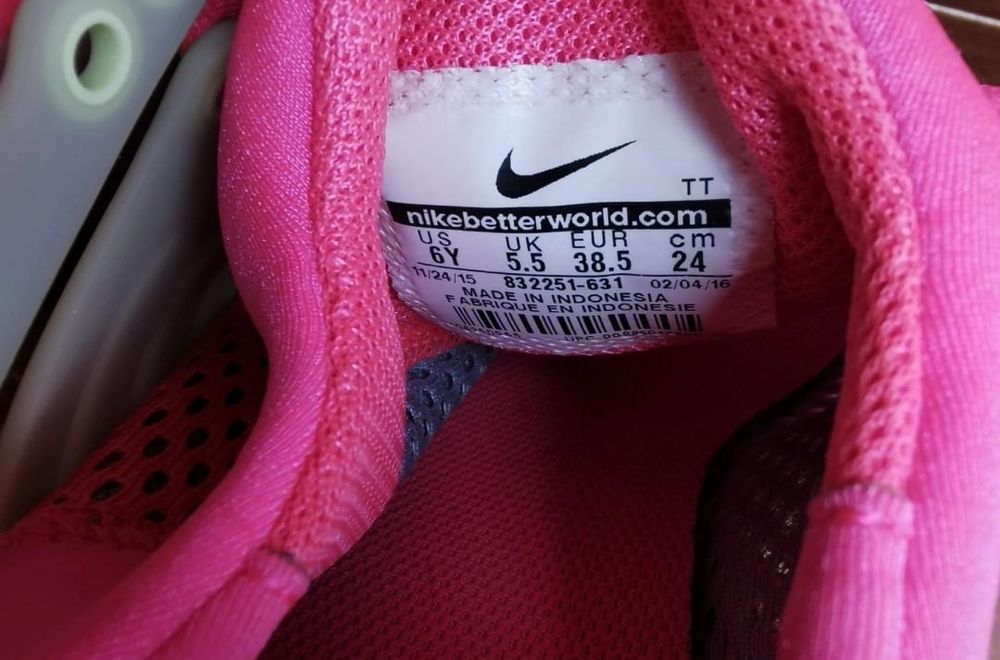 TT
nikebetterworld.com
US UK EUR cm
6Y 5.5 38.5 24
11/24/15 832251-631 02/04/16
MADE IN INDONESIA
FABRIQUE EN INDONESIE
UPC